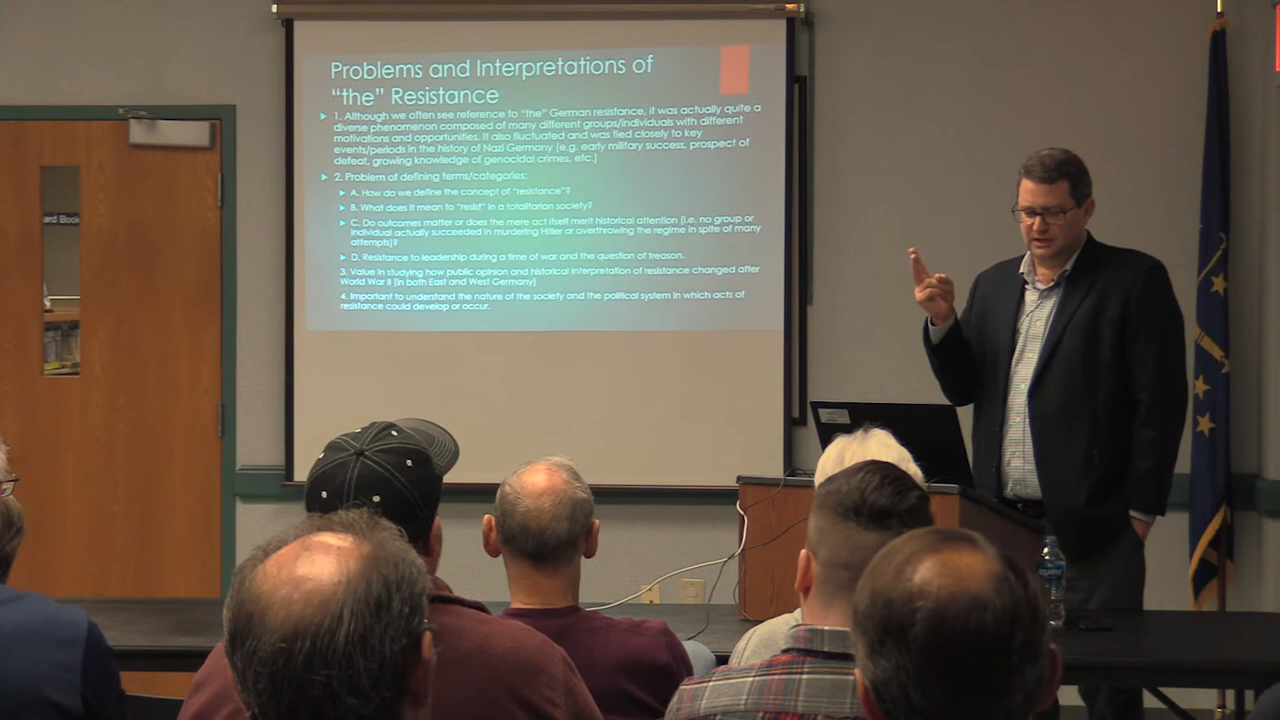 Problems and Interpretations of
"the" Resistance
1. Although we often see reference to "the" German resistance, it was actually quite a
diverse phenomenon composed of many different groups/individuals with different
motivations and opportunities. It also fluctuated and was tied closely to key
events/periods in the history of Nazi Germany (e.g. early military success, prospect of
defeat, growing knowledge of genocidal crimes, etc.)
2. Problem of defining terms/categories:
A. How do we define the concept of "resistance"?
B. What does it mean to "resist" in a totalitarian society?
C. Do outcomes matter or does the mere act itself merit historical attention (i.e. no group or
individual actually succeeded in murdering Hitler or overthrowing the regime in spite of many
attempts)?
D. Resistance to leadership during a time of war and the question of treason.
3. Value in studying how public opinion and historical interpretation of resistance changed after
World War II (in both East and West Germany)
4. Important to understand the nature of the society and the political system in which acts of
resistance could develop or occur.
ard Book